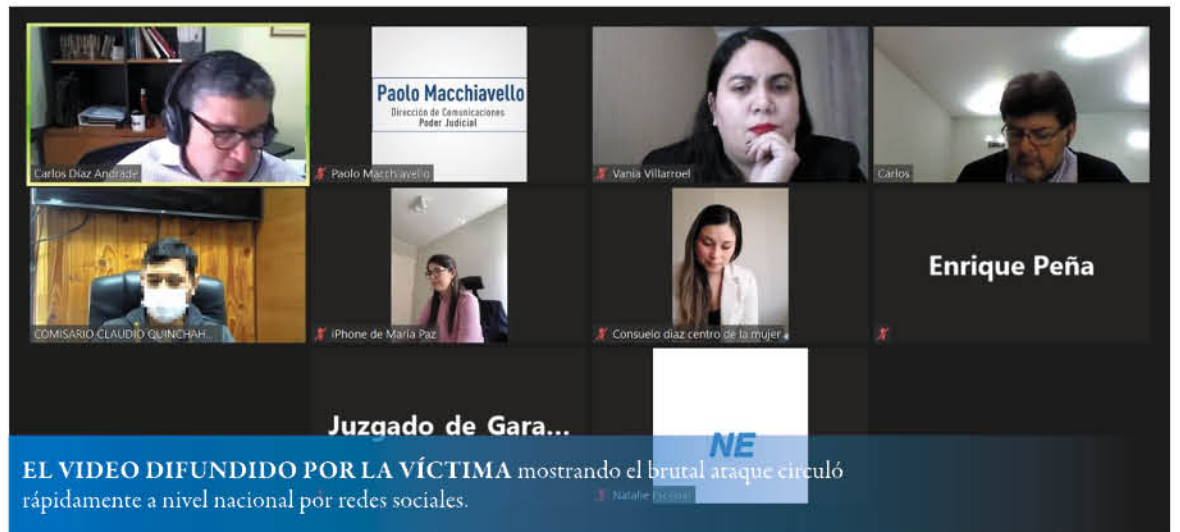 Carlos Díaz Andrade
Paolo Macchiavello
Dirección de Comunicaciones
Poder Judicial
Paolo Macchiavello
Vania Villarroel
Carlos
COMISARIO CLAUDIO QUINCHAH...
iPhone de María Paz
Consuelo diaz centro de la mujer
Enrique Peña
Juzgado de Gara...
NE
Natalie
EL VIDEO DIFUNDIDO POR LA VÍCTIMA mostrando el brutal ataque circuló
rápidamente a nivel nacional por redes sociales.